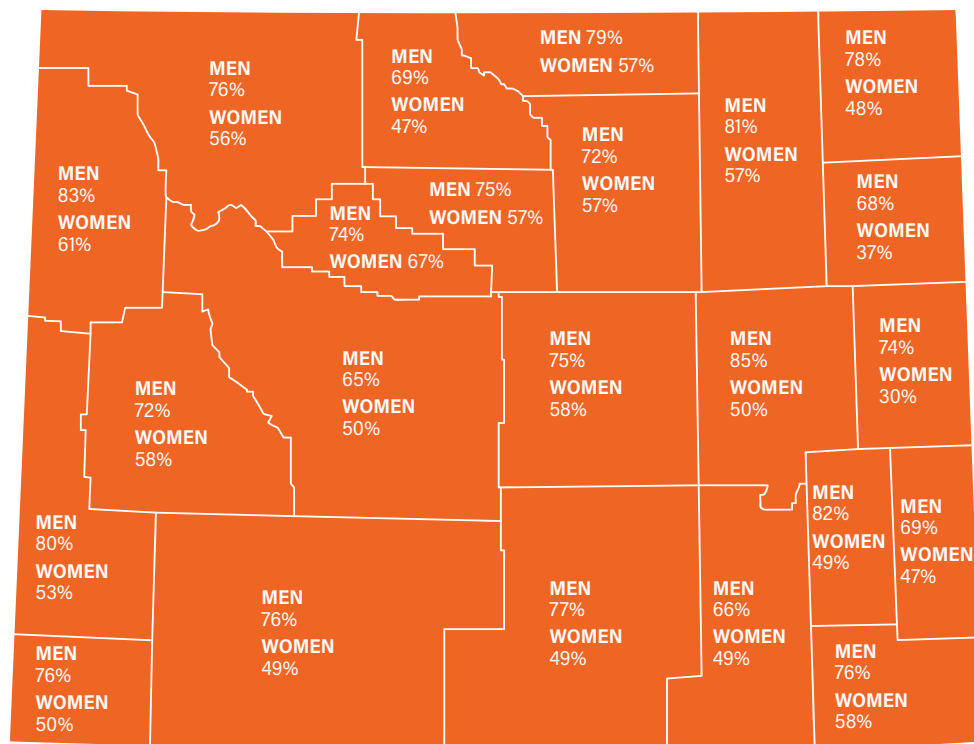 MEN
76%
WOMEN
56%
MEN
69%
WOMEN
47%
MEN 79%
WOMEN 57%
MEN
72%
WOMEN
57%
MEN
81%
WOMEN
57%
MEN
78%
WOMEN
48%
MEN
83%
WOMEN
61%
MEN 75%
WOMEN 57%
MEN
74%
WOMEN 67%
MEN
68%
WOMEN
37%
MEN
72%
WOMEN
58%
MEN
65%
WOMEN
50%
MEN
75%
WOMEN
58%
MEN
85%
WOMEN
50%
MEN
74%
WOMEN
30%
MEN
80%
WOMEN
53%
MEN
76%
WOMEN
49%
MEN
77%
WOMEN
49%
MEN
66%
WOMEN
49%
MEN
82%
WOMEN
49%
MEN
69%
WOMEN
47%
MEN
76%
WOMEN
50%
MEN
76%
WOMEN
58%